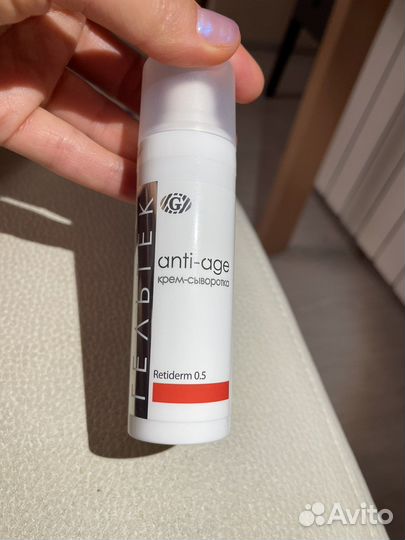 ГЕЛЬТЕК
G
anti-age
крем-сыворотка
Retiderm 0.5
Avito